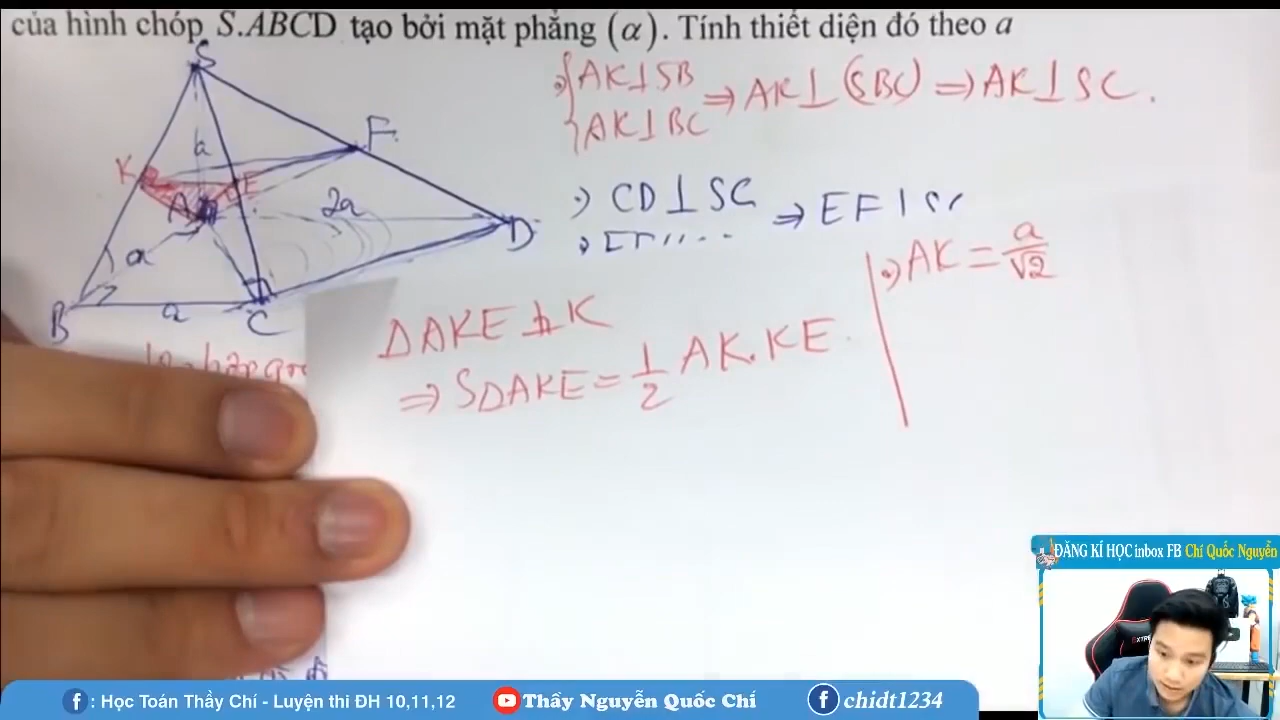 của hình chóp S.ABCD tạo bởi mặt phẳng (α). Tính thiết diện đó theo a
S
a
K
E
F
A
2a
D
a
B
a
C
AK⊥SB
AK⊥BC
⇒ AK⊥(SBC) ⇒ AK⊥SC.
CD⊥SC
⇒ EF
ΔAKE ⊥ K
⇒ SΔAKE = 1/2 AK.KE
AK = a/√2
ĐĂNG KÍ HỌC inbox FB Chí Quốc Nguyễn
: Học Toán Thầy Chí - Luyện thi ĐH 10,11,12
Thầy Nguyễn Quốc Chí
chidt1234